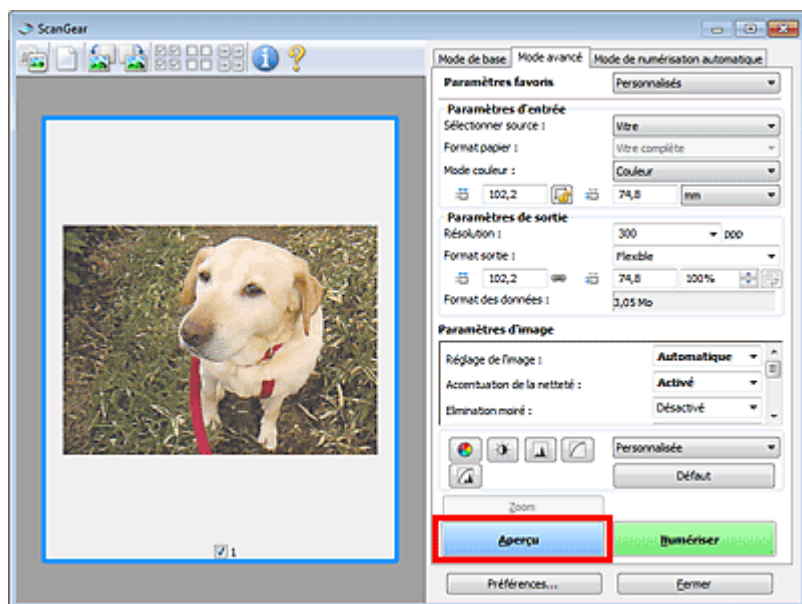 ScanGear
Mode de base Mode avancé Mode de numérisation automatique
Paramètres favoris Personnalisés
Paramètres d'entrée
Sélectionner source : Vitre
Format papier : Vitre complète
Mode couleur : Couleur
102,2 74,8 mm
Paramètres de sortie
Résolution : 300 ppp
Format sortie : Flexible
102,2 74,8 100%
Format des données : 3,05 Mo
Paramètres d'image
Réglage de l'image : Automatique
Accentuation de la netteté : Activé
Elimination moiré : Désactivé
Personnalisée
Défaut
Zoom
Aperçu Numériser
Préférences... Fermer
1